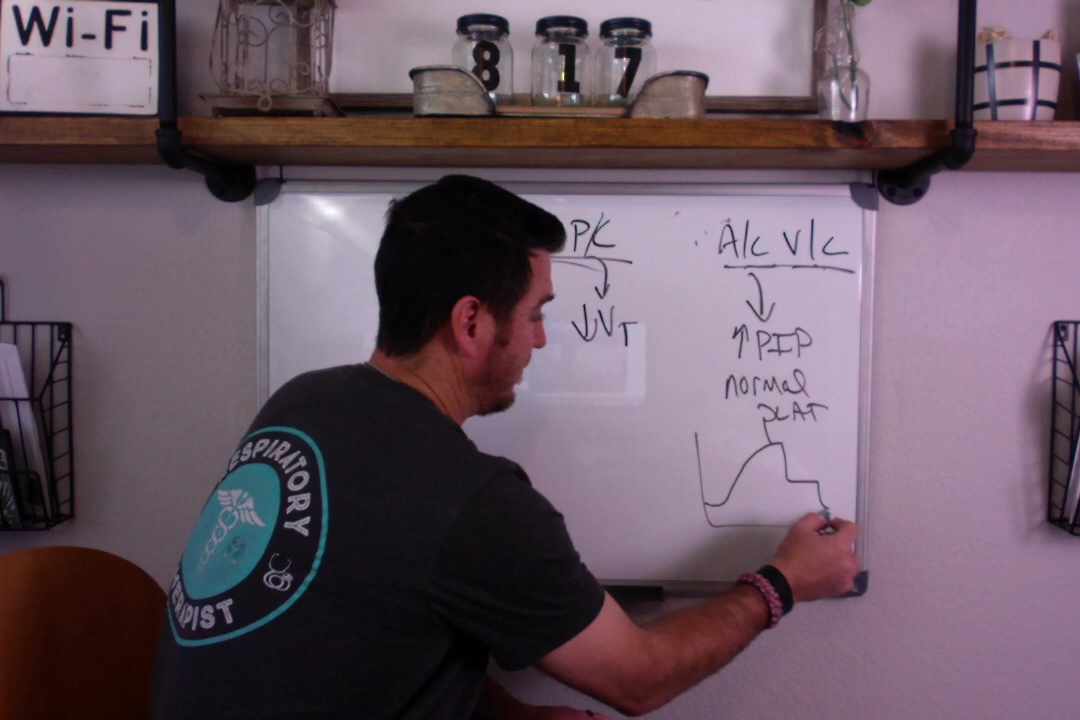 Wi-Fi
8 1 7
P/C
↓VT
A/C V/C
↑PIP
normal
PLAT
RESPIRATORY
THERAPIST